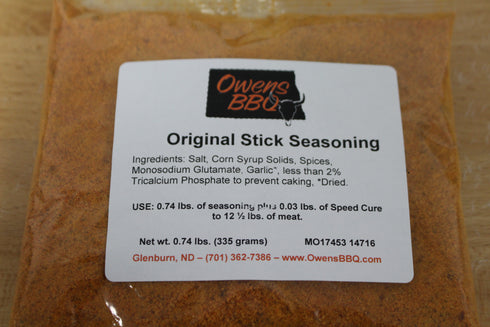 Owens
BBQ
Original Stick Seasoning
Ingredients: Salt, Corn Syrup Solids, Spices,
Monosodium Glutamate, Garlic*, less than 2%
Tricalcium Phosphate to prevent caking, *Dried.
USE: 0.74 lbs. of seasoning plus 0.03 lbs. of Speed Cure
to 12 ½ lbs. of meat.
Net wt. 0.74 lbs. (335 grams) MO17453 14716
Glenburn, ND – (701) 362-7386 – www.OwensBBQ.com